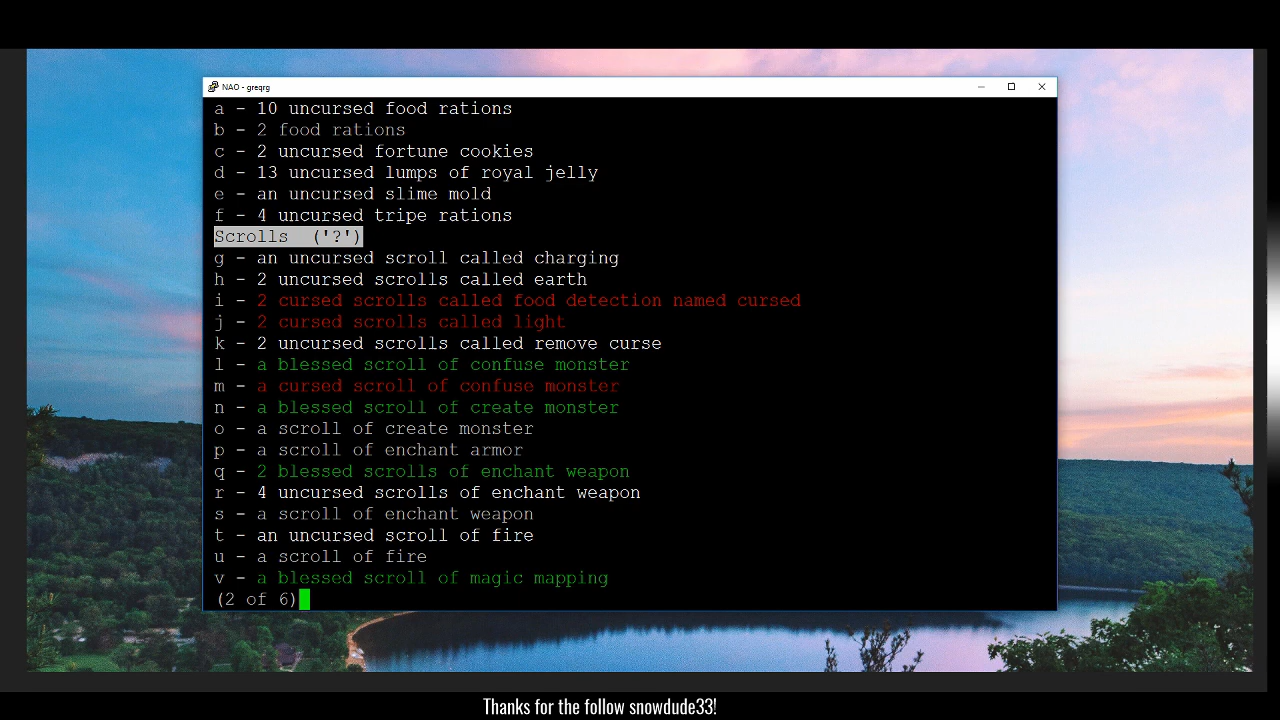 NAO - greqrg
a - 10 uncursed food rations
b - 2 food rations
c - 2 uncursed fortune cookies
d - 13 uncursed lumps of royal jelly
e - an uncursed slime mold
f - 4 uncursed tripe rations
Scrolls  ('?')
g - an uncursed scroll called charging
h - 2 uncursed scrolls called earth
i - 2 cursed scrolls called food detection named cursed
j - 2 cursed scrolls called light
k - 2 uncursed scrolls called remove curse
l - a blessed scroll of confuse monster
m - a cursed scroll of confuse monster
n - a blessed scroll of create monster
o - a scroll of create monster
p - a scroll of enchant armor
q - 2 blessed scrolls of enchant weapon
r - 4 uncursed scrolls of enchant weapon
s - a scroll of enchant weapon
t - an uncursed scroll of fire
u - a scroll of fire
v - a blessed scroll of magic mapping
(2 of 6)
Thanks for the follow snowdude33!